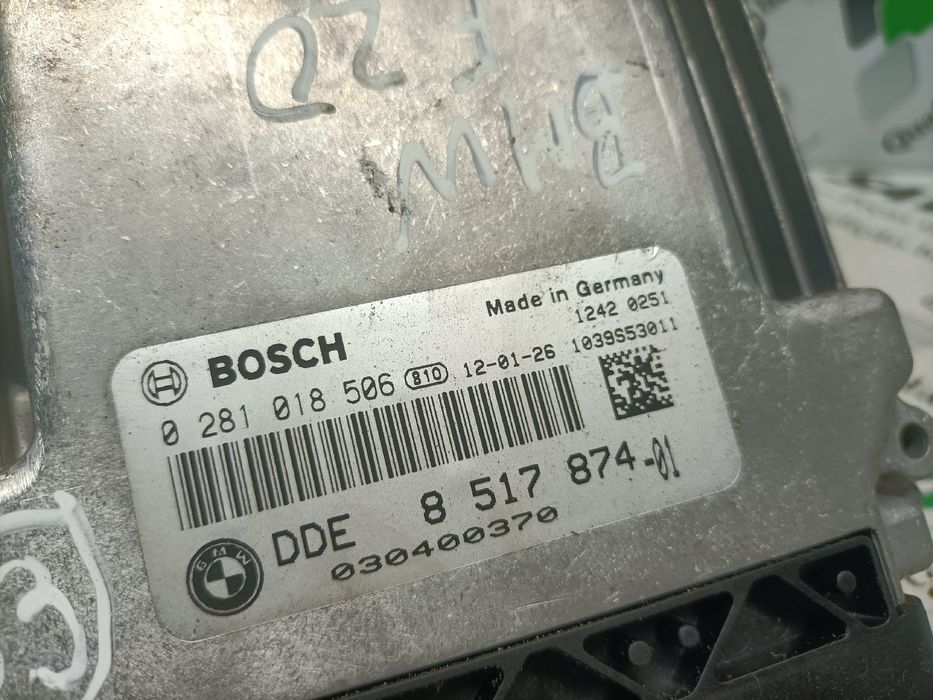 BMW
F20
Made in Germany
1242 0251
BOSCH
0 281 018 506 810 12-01-26 1039S53011
DDE 8 517 874-01
BMW
030400370